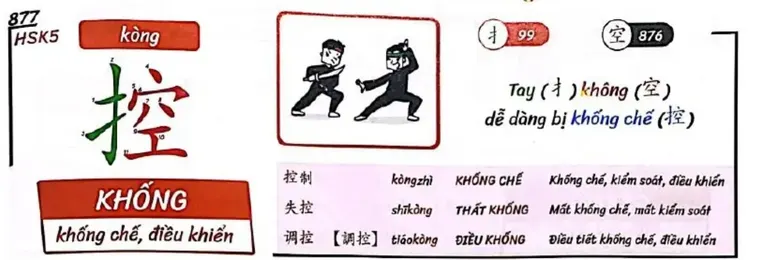 877
HSK5
kòng
控
KHỐNG
khống chế, điều khiển
扌 99
空 876
Tay (扌) không (空)
dễ dàng bị khống chế (控)
控制 kòngzhì KHỐNG CHẾ Khống chế, kiểm soát, điều khiển
失控 shīkòng THẤT KHỐNG Mất khống chế, mất kiểm soát
调控 【調控】 tiáokòng ĐIỀU KHỐNG Điều tiết khống chế, điều khiển